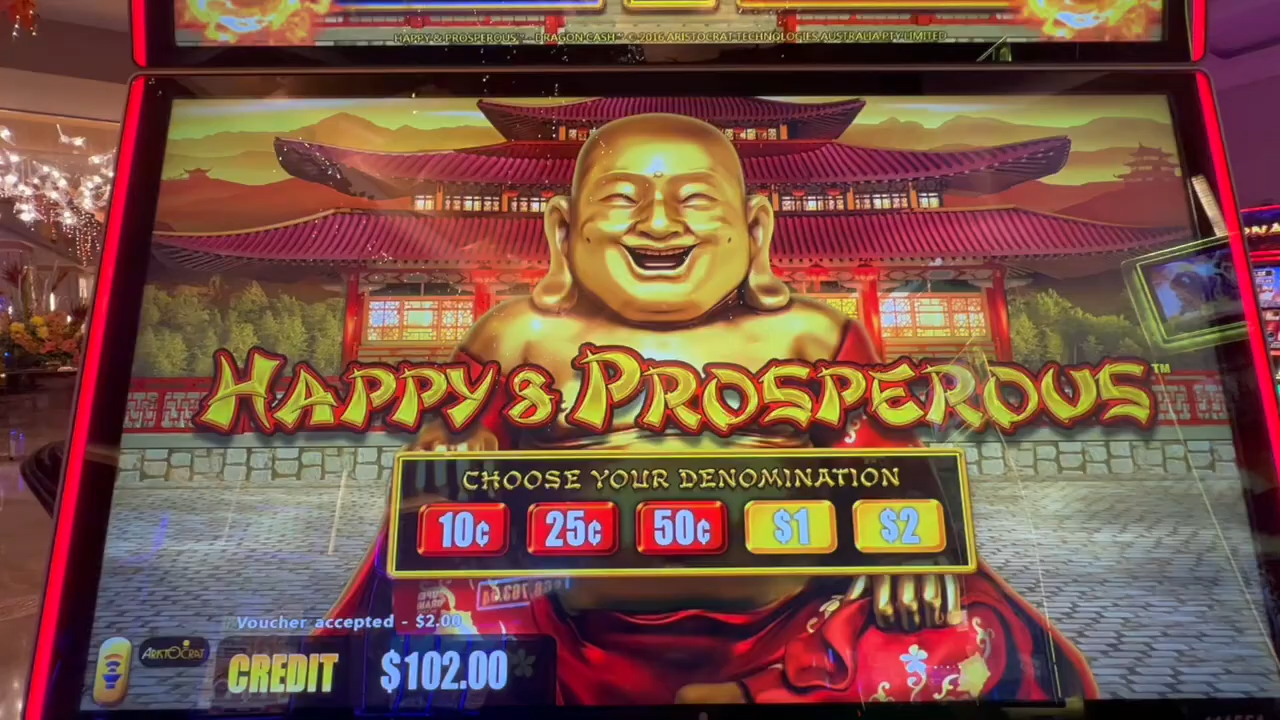 HAPPY & PROSPEROUS™ - DRAGON CASH™ © 2016 ARISTOCRAT TECHNOLOGIES AUSTRALIA PTY LIMITED
HAPPY & PROSPEROUS™
CHOOSE YOUR DENOMINATION
10¢ 25¢ 50¢ $1 $2
Voucher accepted - $2.00
ARISTOCRAT
CREDIT $102.00